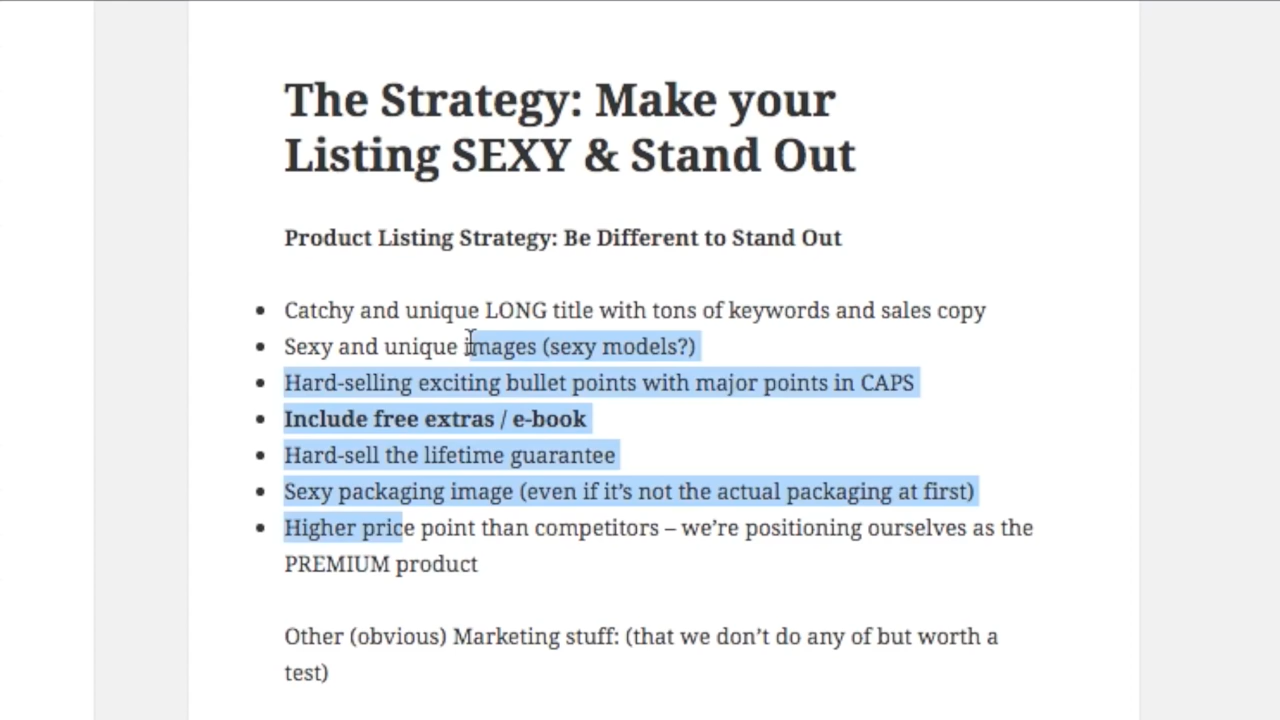 The Strategy: Make your
Listing SEXY & Stand Out
Product Listing Strategy: Be Different to Stand Out
• Catchy and unique LONG title with tons of keywords and sales copy
• Sexy and unique images (sexy models?)
• Hard-selling exciting bullet points with major points in CAPS
• Include free extras / e-book
• Hard-sell the lifetime guarantee
• Sexy packaging image (even if it’s not the actual packaging at first)
• Higher price point than competitors – we’re positioning ourselves as the
PREMIUM product
Other (obvious) Marketing stuff: (that we don’t do any of but worth a
test)